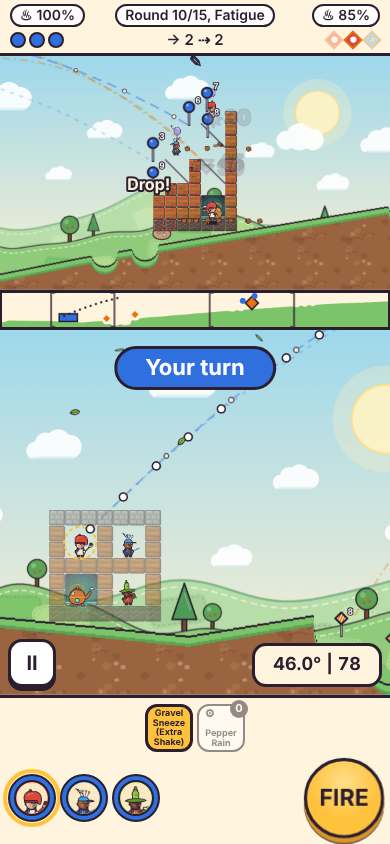 ♨ 100%
Round 10/15, Fatigue
♨ 85%
→ 2 ⇢ 2
7
6
8
3
9
Drop!
Your turn
8
46.0° | 78
Gravel
Sneeze
(Extra
Shake)
0
Pepper
Rain
FIRE